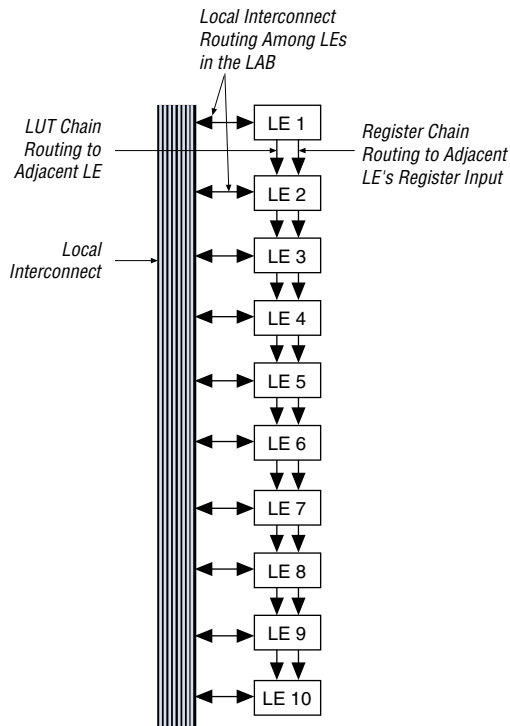 Local Interconnect
Routing Among LEs
in the LAB
LUT Chain
Routing to
Adjacent LE
Register Chain
Routing to Adjacent
LE's Register Input
Local
Interconnect
LE 1
LE 2
LE 3
LE 4
LE 5
LE 6
LE 7
LE 8
LE 9
LE 10